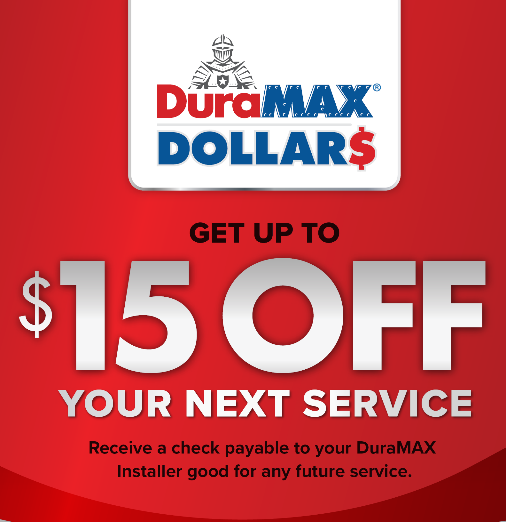 DuraMAX®
DOLLAR$
GET UP TO
$15 OFF
YOUR NEXT SERVICE
Receive a check payable to your DuraMAX
Installer good for any future service.